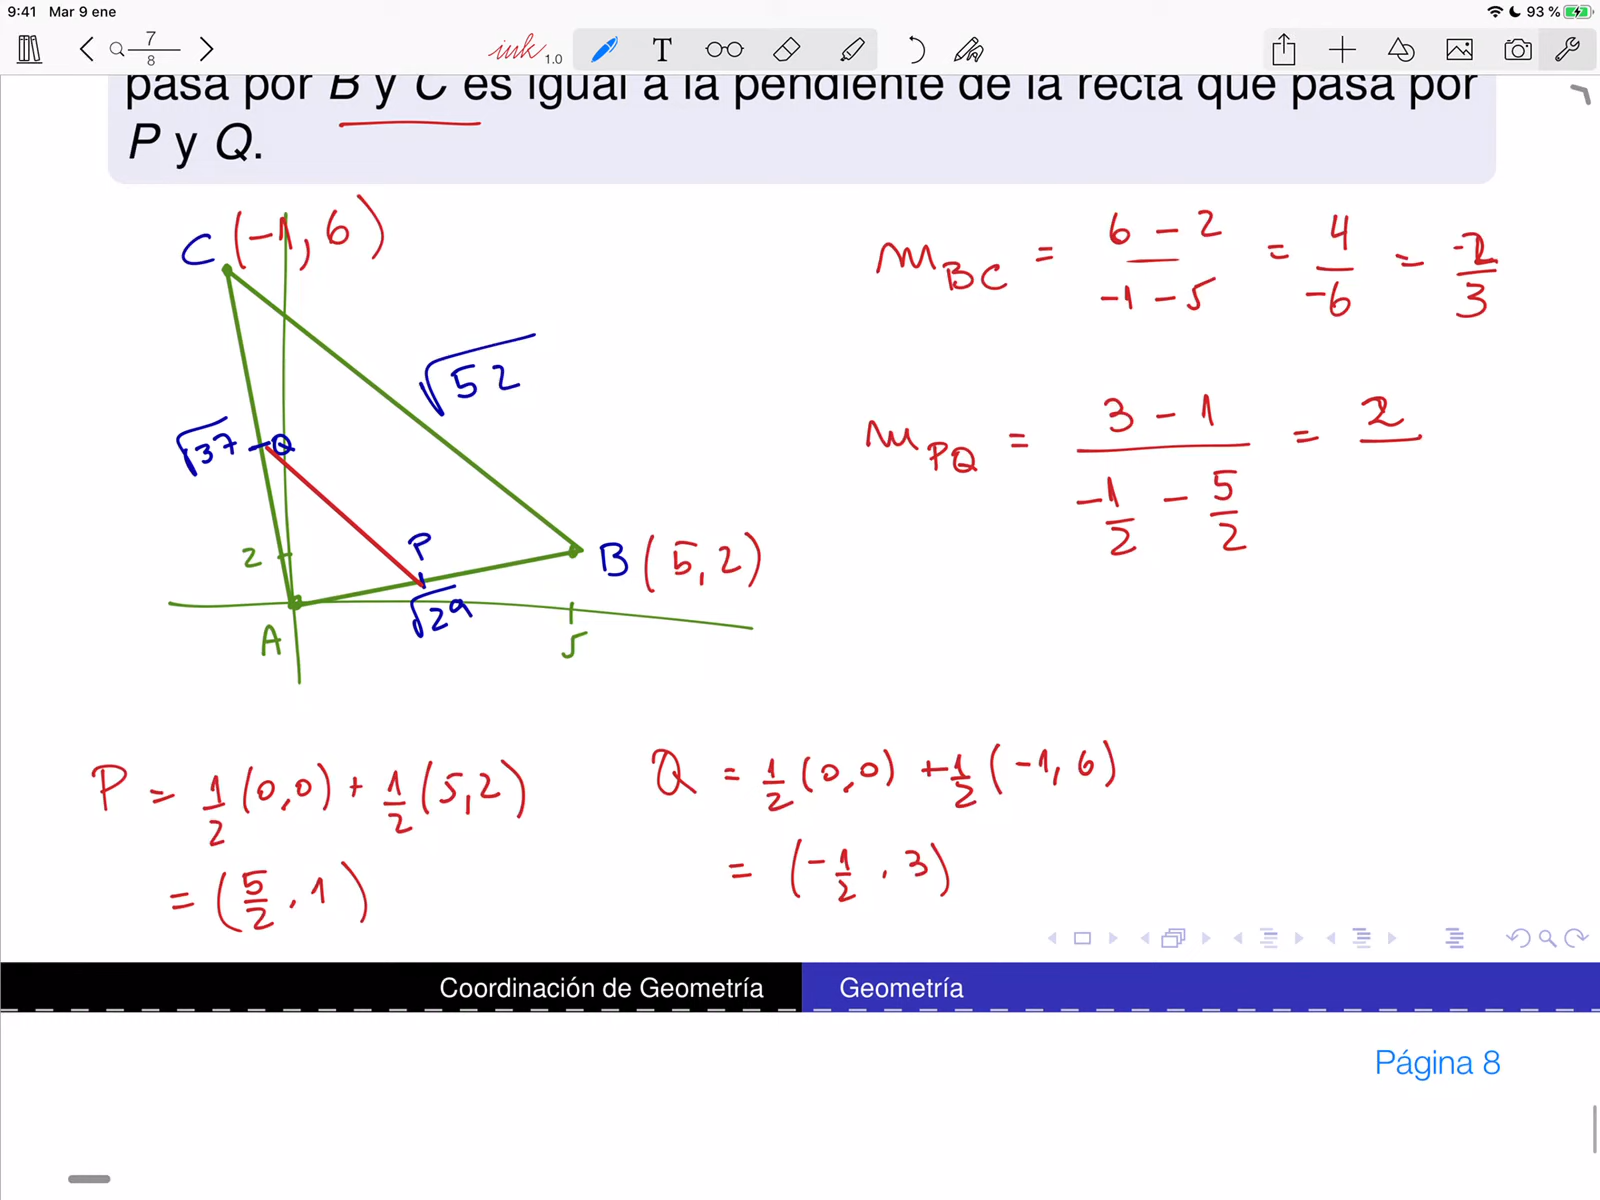 9:41 Mar 9 ene 93 %
7
8
ink 1.0
T
pasa por B y C es igual a la pendiente de la recta que pasa por
P y Q.
C (-1, 6)
√52
√37 Q
P
2
B (5, 2)
√29
A
5
m_BC = (6 - 2)/(-1 - 5) = 4/-6 = -2/3
m_PQ = (3 - 1)/(-1/2 - 5/2) = 2/
P = 1/2 (0,0) + 1/2 (5,2)
= (5/2, 1)
Q = 1/2 (0,0) + 1/2 (-1, 6)
= (-1/2, 3)
Coordinación de Geometría Geometría
Página 8